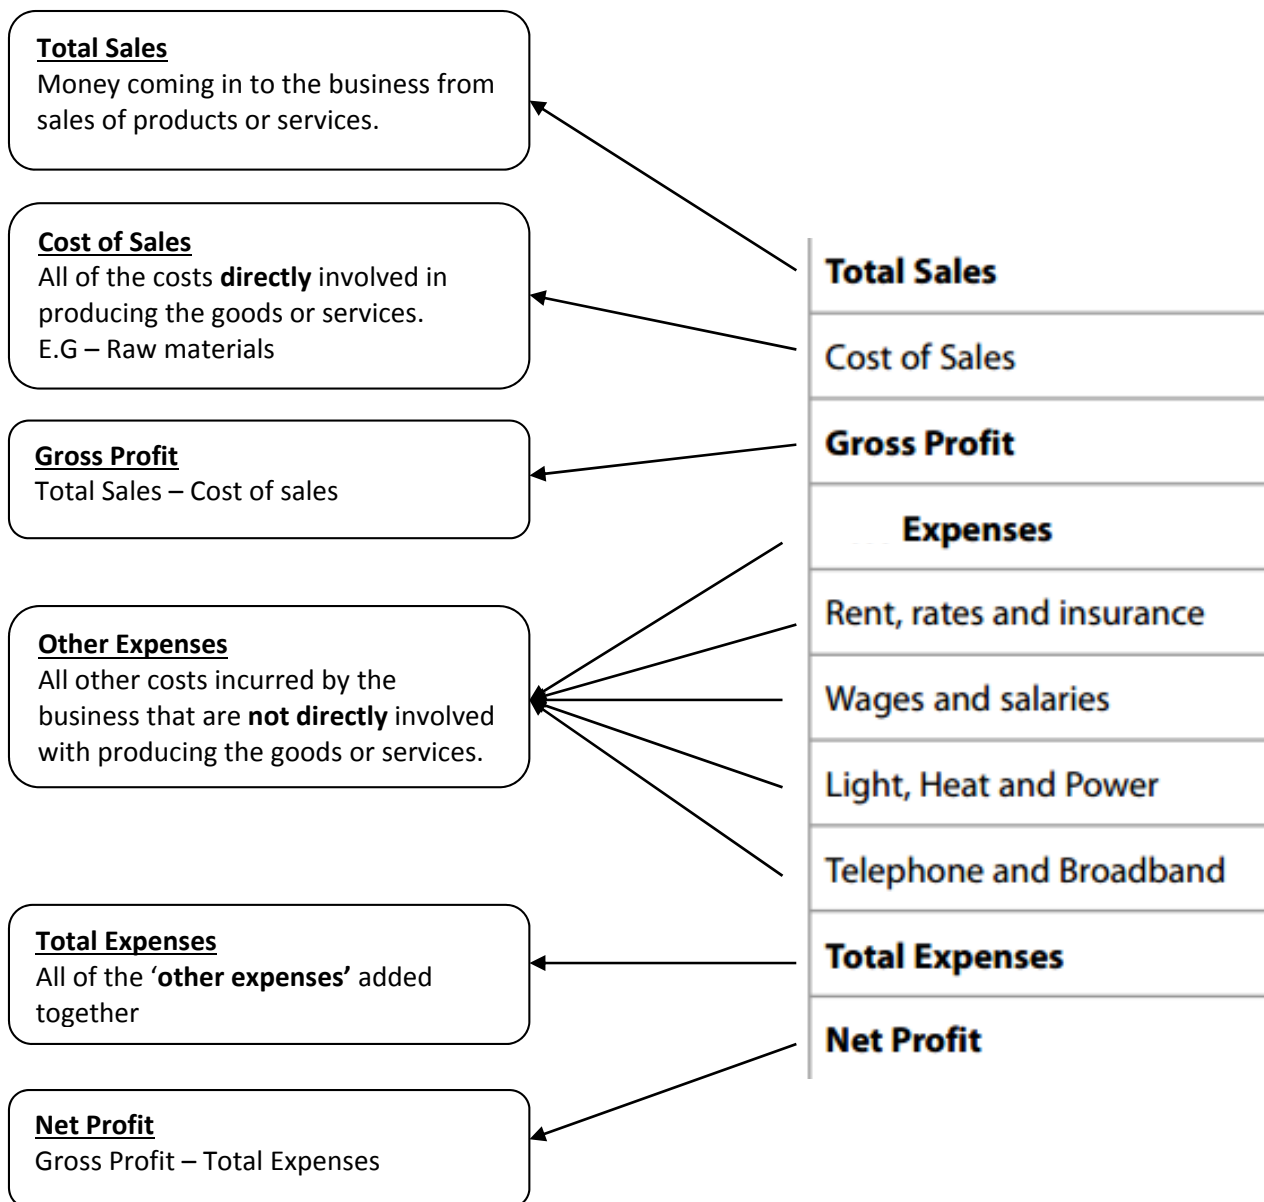 Total Sales
Money coming in to the business from
sales of products or services.
Cost of Sales
All of the costs directly involved in
producing the goods or services.
E.G – Raw materials
Gross Profit
Total Sales – Cost of sales
Other Expenses
All other costs incurred by the
business that are not directly involved
with producing the goods or services.
Total Expenses
All of the ‘other expenses’ added
together
Net Profit
Gross Profit – Total Expenses
Total Sales
Cost of Sales
Gross Profit
Expenses
Rent, rates and insurance
Wages and salaries
Light, Heat and Power
Telephone and Broadband
Total Expenses
Net Profit